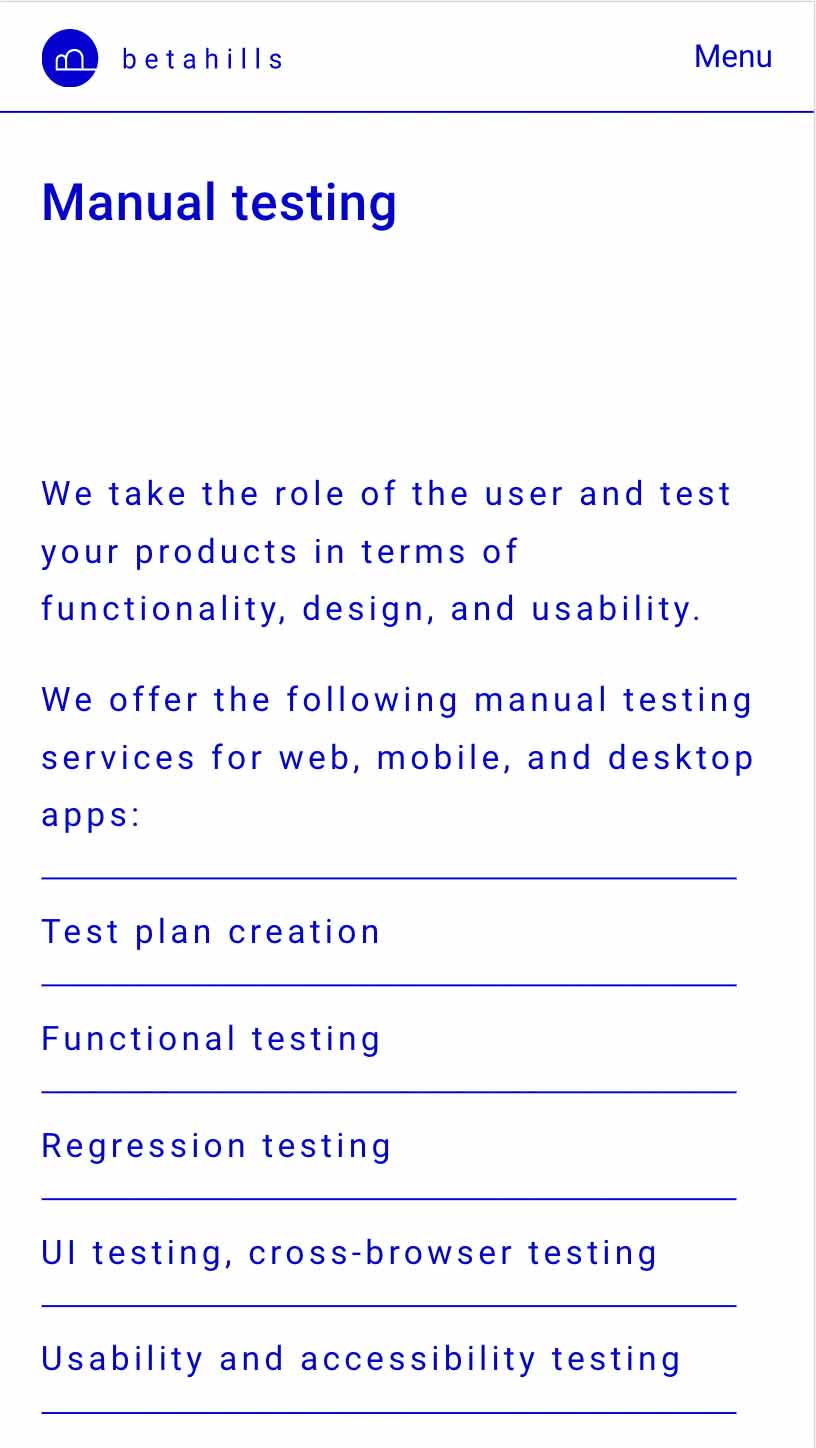 betahills
Menu
Manual testing
We take the role of the user and test
your products in terms of
functionality, design, and usability.
We offer the following manual testing
services for web, mobile, and desktop
apps:
Test plan creation
Functional testing
Regression testing
UI testing, cross-browser testing
Usability and accessibility testing